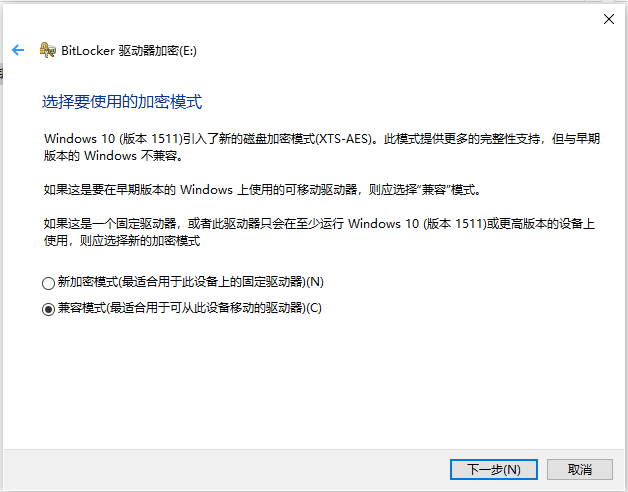 BitLocker 驱动器加密(E:)
选择要使用的加密模式
Windows 10 (版本 1511)引入了新的磁盘加密模式(XTS-AES)。此模式提供更多的完整性支持，但与早期
版本的 Windows 不兼容。
如果这是要在早期版本的 Windows 上使用的可移动驱动器，则应选择“兼容”模式。
如果这是一个固定驱动器，或者此驱动器只会在至少运行 Windows 10 (版本 1511)或更高版本的设备上
使用，则应选择新的加密模式
新加密模式(最适合用于此设备上的固定驱动器)(N)
兼容模式(最适合用于可从此设备移动的驱动器)(C)
下一步(N)
取消